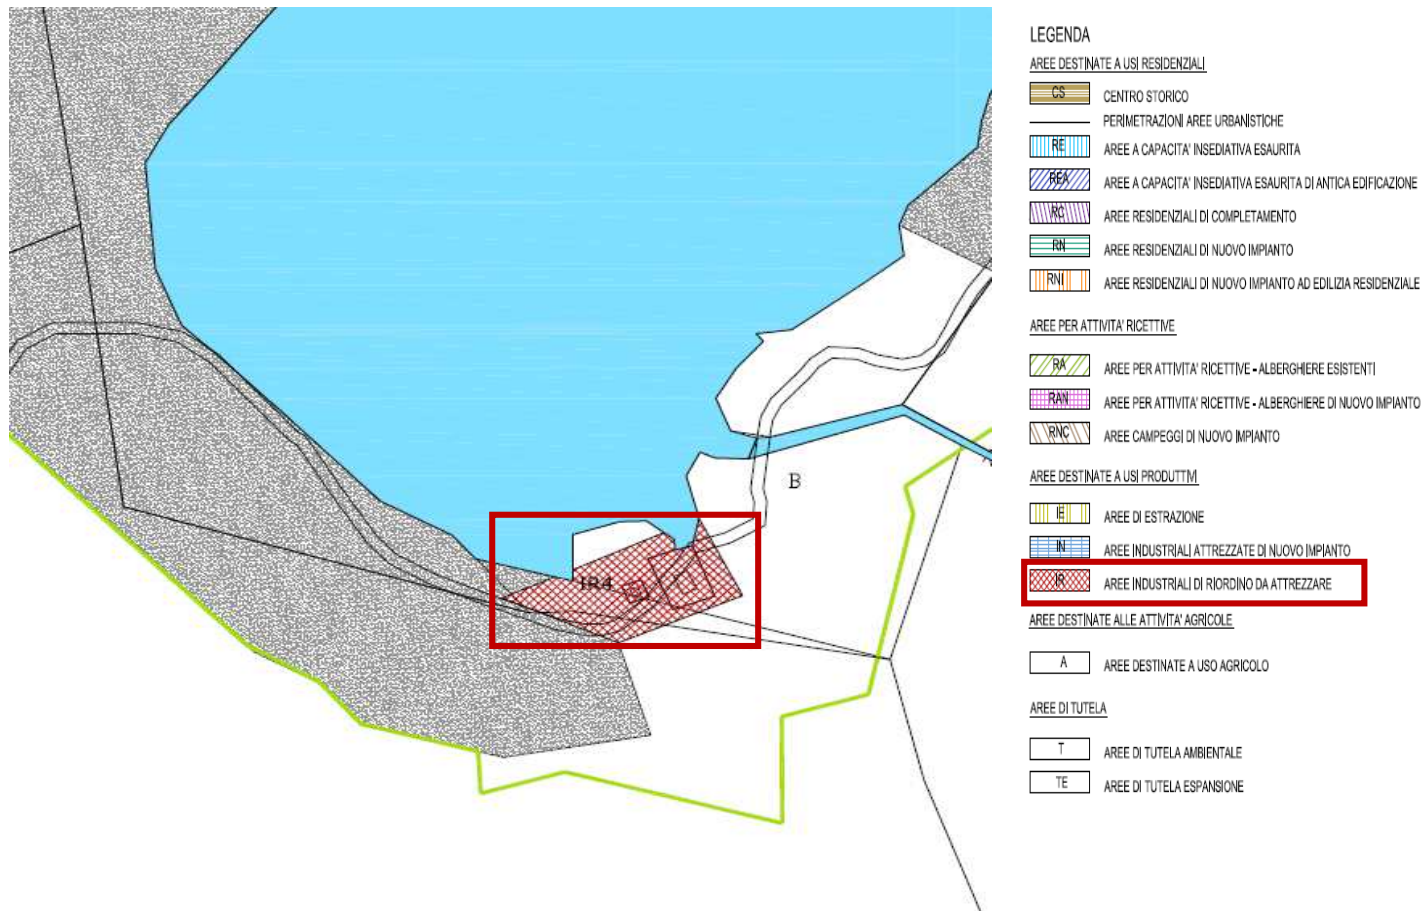 LEGENDA
AREE DESTINATE A USI RESIDENZIALI
CS CENTRO STORICO
PERIMETRAZIONI AREE URBANISTICHE
RE AREE A CAPACITA' INSEDIATIVA ESAURITA
REA AREE A CAPACITA' INSEDIATIVA ESAURITA DI ANTICA EDIFICAZIONE
RC AREE RESIDENZIALI DI COMPLETAMENTO
RN AREE RESIDENZIALI DI NUOVO IMPIANTO
RNI AREE RESIDENZIALI DI NUOVO IMPIANTO AD EDILIZIA RESIDENZIALE
AREE PER ATTIVITA' RICETTIVE
RA AREE PER ATTIVITA' RICETTIVE - ALBERGHIERE ESISTENTI
RAN AREE PER ATTIVITA' RICETTIVE - ALBERGHIERE DI NUOVO IMPIANTO
RNC AREE CAMPEGGI DI NUOVO IMPIANTO
AREE DESTINATE A USI PRODUTTIVI
IE AREE DI ESTRAZIONE
IN AREE INDUSTRIALI ATTREZZATE DI NUOVO IMPIANTO
IR AREE INDUSTRIALI DI RIORDINO DA ATTREZZARE
AREE DESTINATE ALLE ATTIVITA' AGRICOLE
A AREE DESTINATE A USO AGRICOLO
AREE DI TUTELA
T AREE DI TUTELA AMBIENTALE
TE AREE DI TUTELA ESPANSIONE
B
IR4